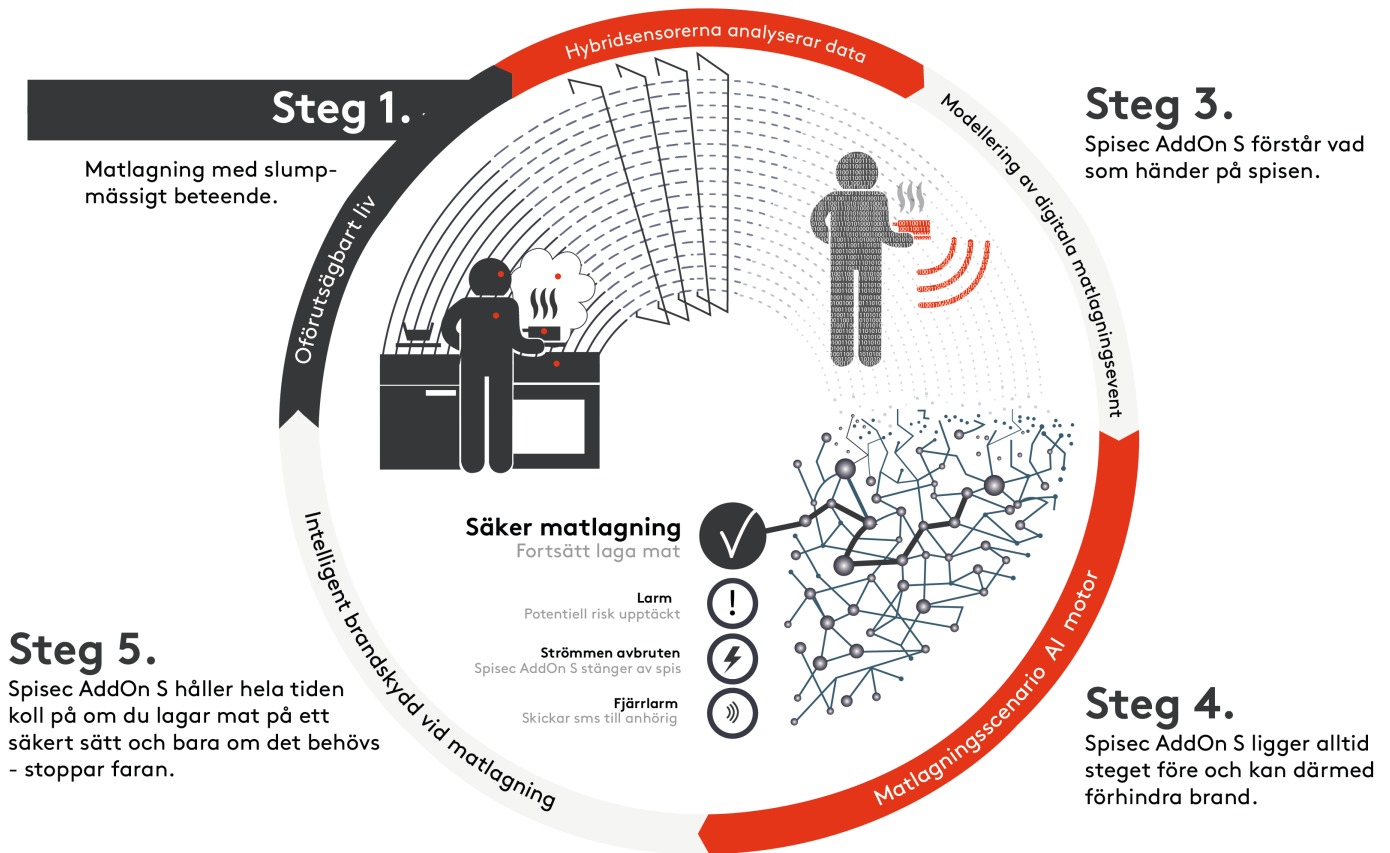 Hybridsensorerna analyserar data
Steg 1.
Matlagning med slump-
mässigt beteende.
Oförutsägbart liv
Modellering av digitala matlagningsevent
Steg 3.
Spisec AddOn S förstår vad
som händer på spisen.
Säker matlagning
Fortsätt laga mat
Larm
Potentiell risk upptäckt
!
Strömmen avbruten
Spisec AddOn S stänger av spis
Fjärrlarm
Skickar sms till anhörig
Matlagningsscenario AI motor
Steg 4.
Spisec AddOn S ligger alltid
steget före och kan därmed
förhindra brand.
Intelligent brandskydd vid matlagning
Steg 5.
Spisec AddOn S håller hela tiden
koll på om du lagar mat på ett
säkert sätt och bara om det behövs
- stoppar faran.